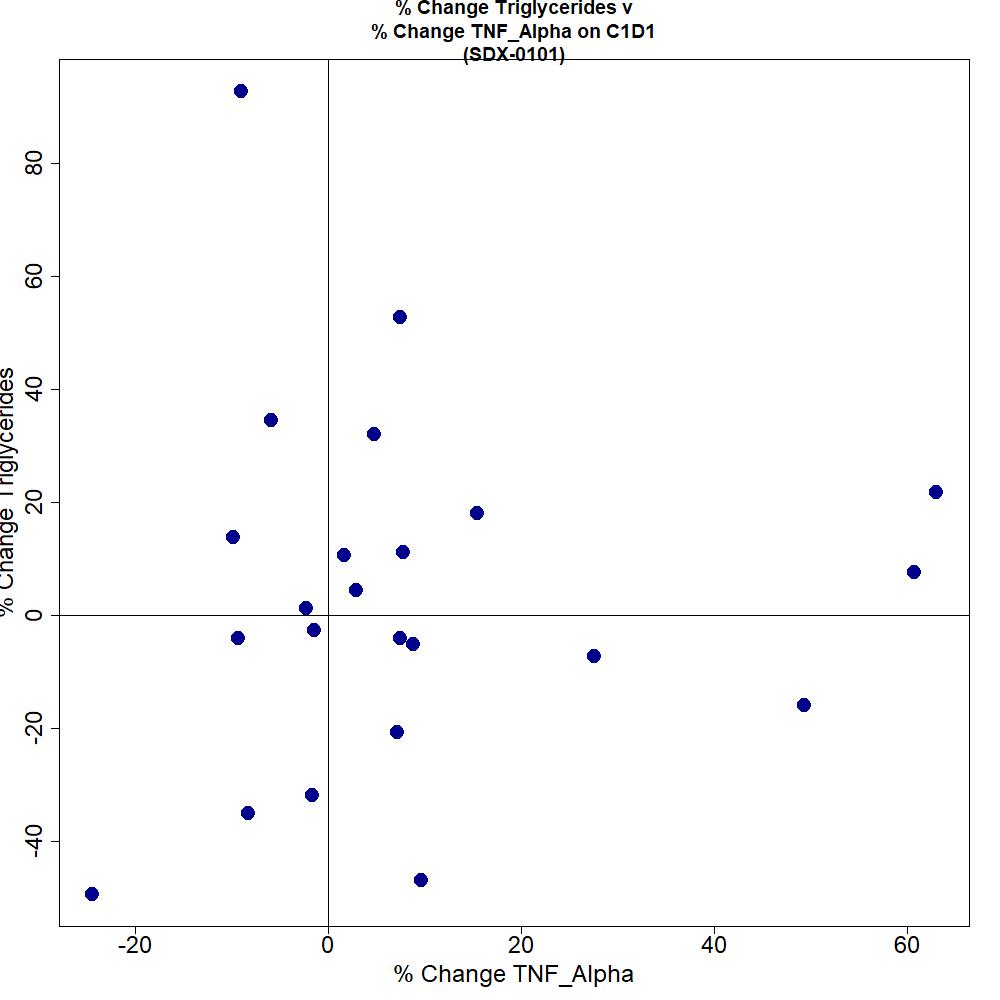 % Change Triglycerides v
% Change TNF_Alpha on C1D1
(SDX-0101)
% Change Triglycerides
80
60
40
20
0
-20
-40
-20
0
20
40
60
% Change TNF_Alpha